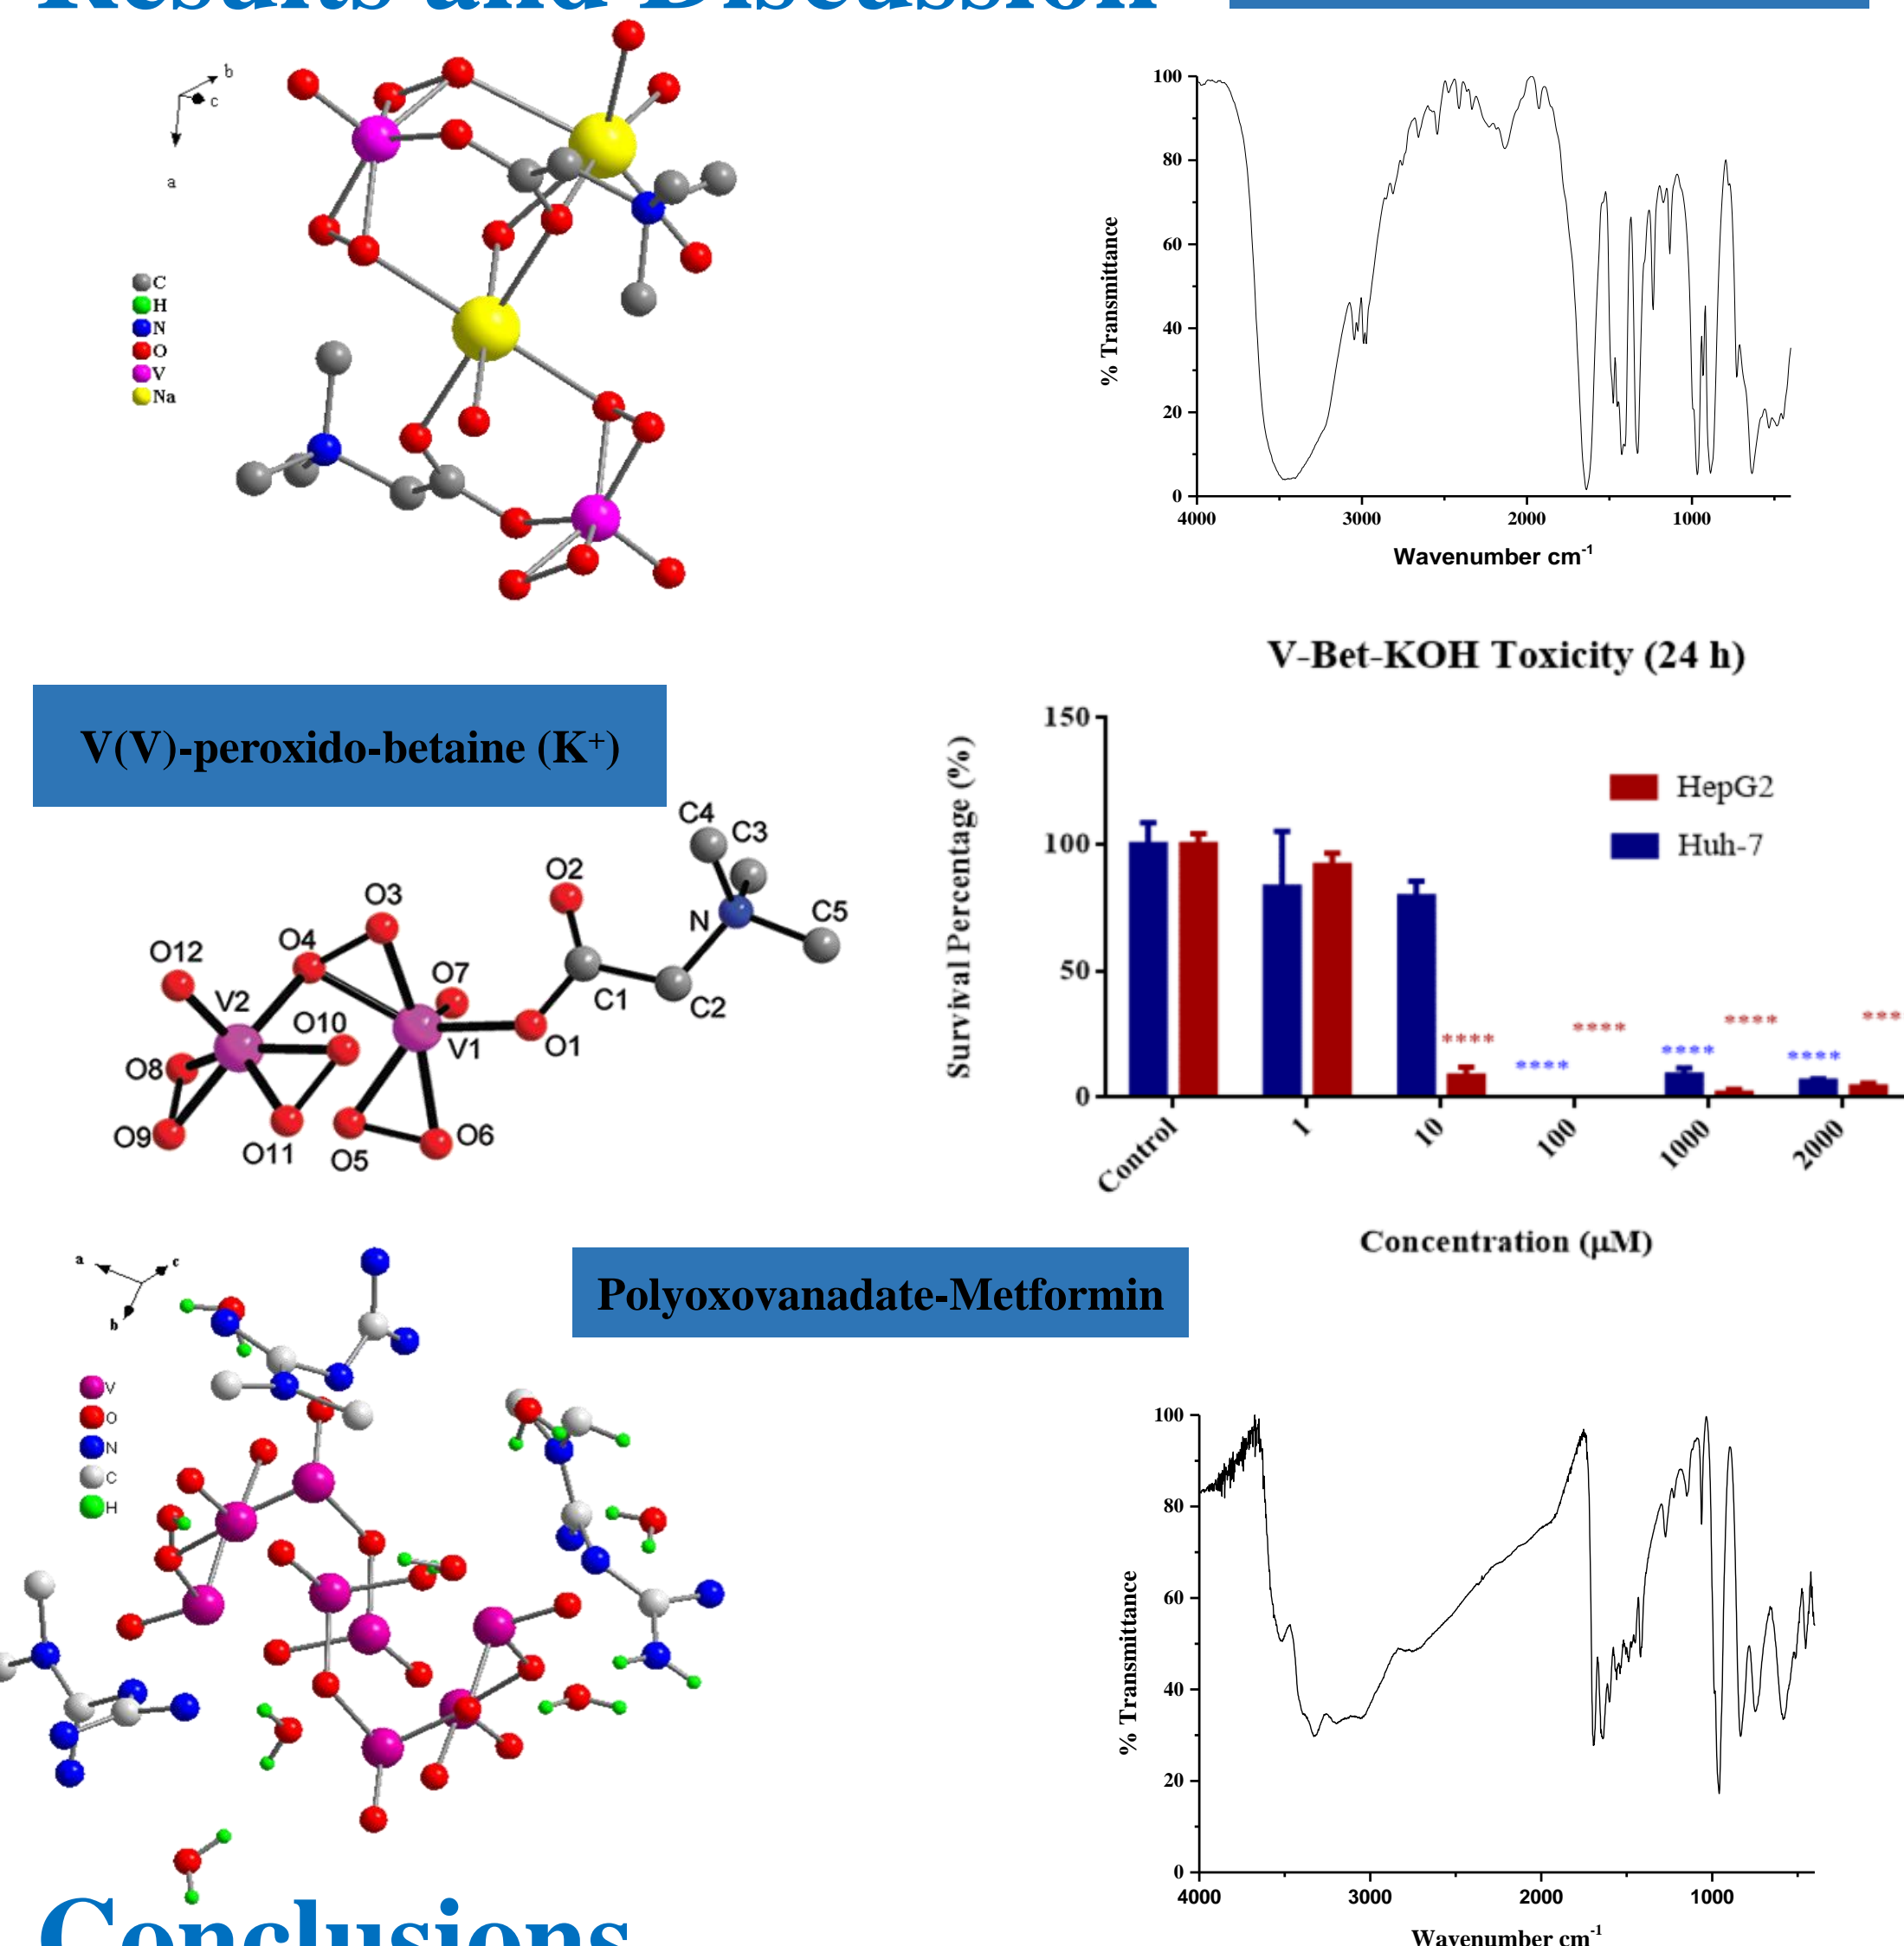 Results and Discussion
b
c
a
C
H
N
O
V
Na
100
80
60
40
20
0
% Transmittance
4000 3000 2000 1000
Wavenumber cm-1
V(V)-peroxido-betaine (K+)
C4
C3
O2
O3
N
C5
O4
O12
O7
V2
C1
C2
O10
V1
O1
O8
O9
O11
O5
O6
V-Bet-KOH Toxicity (24 h)
150
100
50
0
Survival Percentage (%)
HepG2
Huh-7
****
****
****
****
****
****
***
Control 1 10 100 1000 2000
Concentration (µM)
Polyoxovanadate-Metformin
a
c
b
V
O
N
C
H
100
80
60
40
20
0
% Transmittance
4000 3000 2000 1000
Wavenumber cm-1
Conclusions